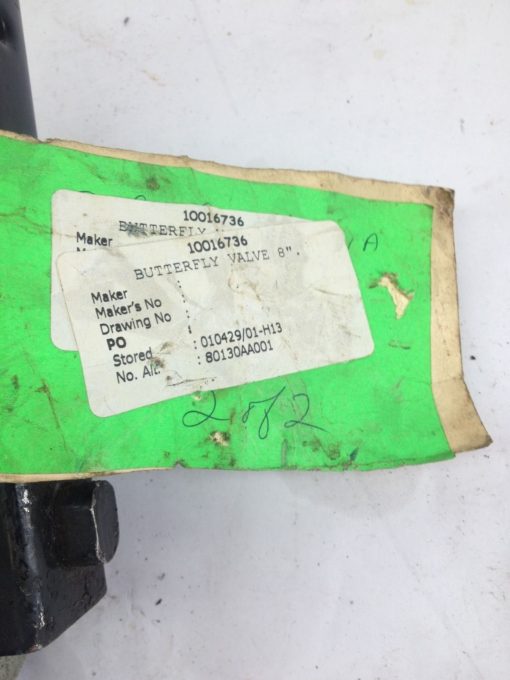 10016736
BUTTERFLY
Maker
10016736
BUTTERFLY VALVE 8".
Maker :
Maker's No :
Drawing No :
PO :
Stored : 010429/01-H13
No. Alt. : 80130AA001
A
2 of 2